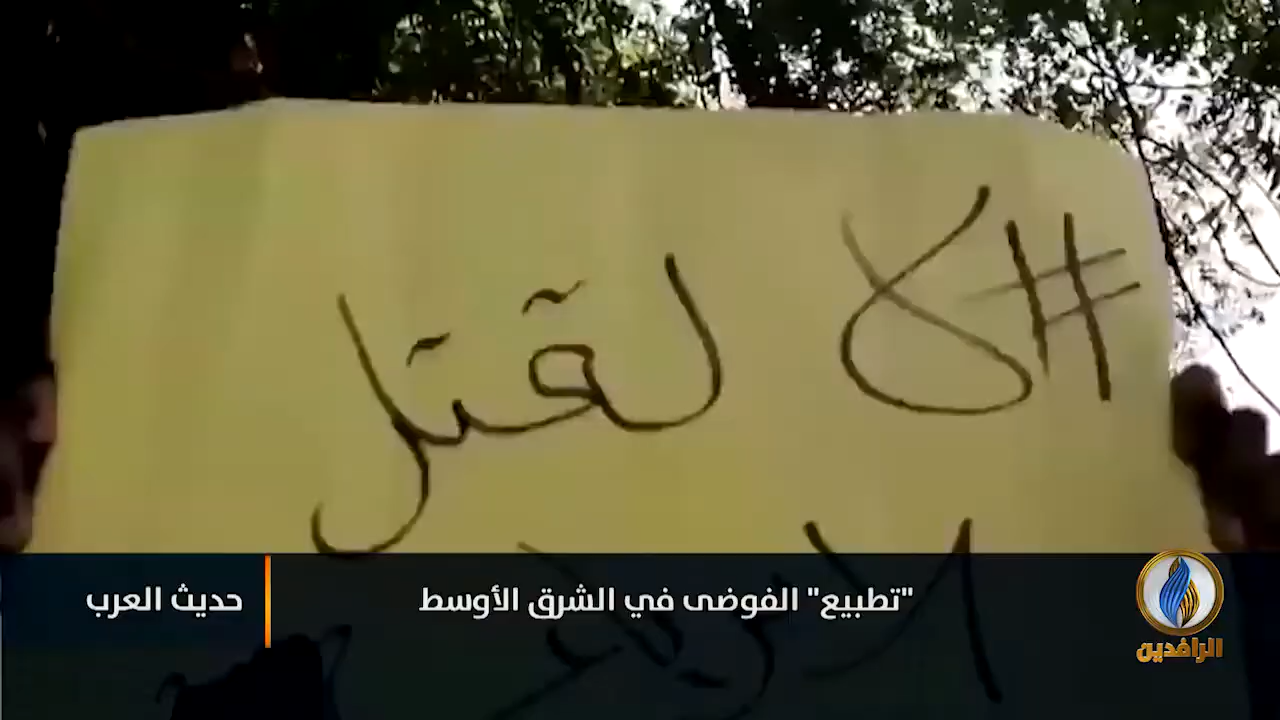 #لا لقتل
"تطبيع" الفوضى في الشرق الأوسط
حديث العرب
الرافدين